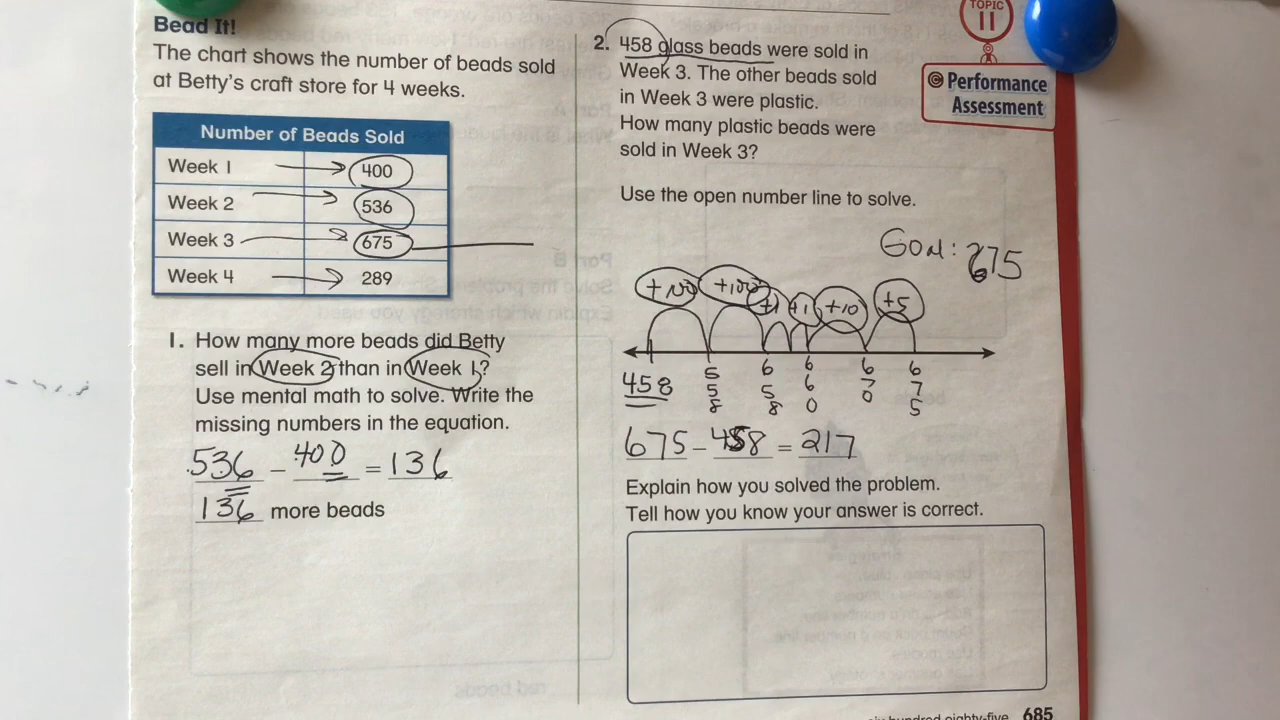 Bead It!
The chart shows the number of beads sold
at Betty's craft store for 4 weeks.
Number of Beads Sold
Week 1 400
Week 2 536
Week 3 675
Week 4 289
1. How many more beads did Betty
sell in Week 2 than in Week 1?
Use mental math to solve. Write the
missing numbers in the equation.
536 - 400 = 136
136 more beads
2. 458 glass beads were sold in
Week 3. The other beads sold
in Week 3 were plastic.
How many plastic beads were
sold in Week 3?
Use the open number line to solve.
GOAL: 675
+100 +100 +1 +1 +10 +5
458 558 658 660 670 675
675 - 458 = 217
Explain how you solved the problem.
Tell how you know your answer is correct.
TOPIC
11
Performance
Assessment
six hundred eighty-five 685